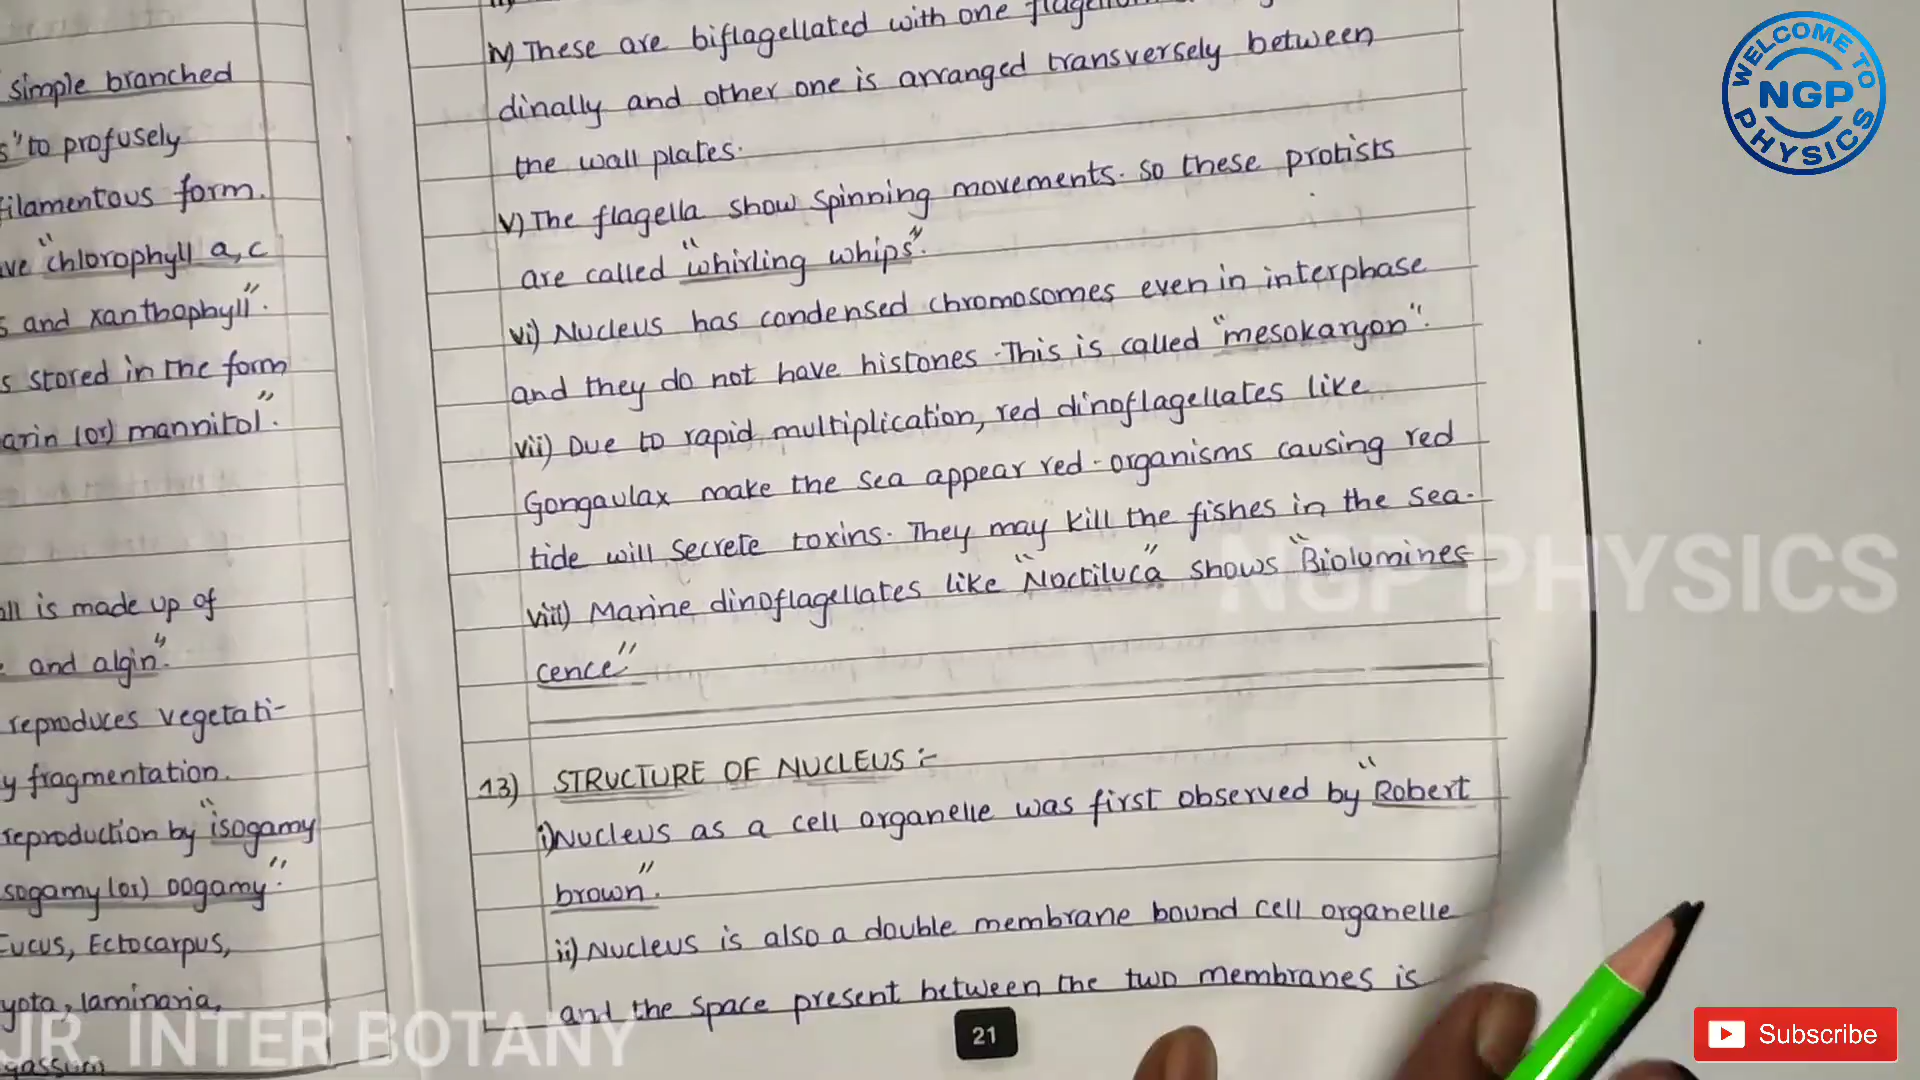 simple branched
s" to profusely
filamentous form.
ve "chlorophyll a, c
s and xanthophyll".
s stored in the form
arin (or) mannitol".
all is made up of
and algin".
reproduces vegetati-
y fragmentation.
reproduction by "isogamy
sogamy (or) oogamy".
Fucus, Ectocarpus,
yota, laminaria,
gassum
iv) These are biflagellated with one flagellum
dinally and other one is arranged transversely between
the wall plates.
v) The flagella show spinning movements. So these protists
are called "whirling whips".
vi) Nucleus has condensed chromosomes even in interphase
and they do not have histones. This is called "mesokaryon".
vii) Due to rapid multiplication, red dinoflagellates like
Gongaulax make the sea appear red. organisms causing red
tide will secrete toxins. They may kill the fishes in the sea.
viii) Marine dinoflagellates like "Noctiluca" shows "Biolumines
cence"
13) STRUCTURE OF NUCLEUS :-
i) Nucleus as a cell organelle was first observed by "Robert
brown".
ii) Nucleus is also a double membrane bound cell organelle
and the space present between the two membranes is
WELCOME TO
NGP
PHYSICS
NGP PHYSICS
JR. INTER BOTANY
21
Subscribe